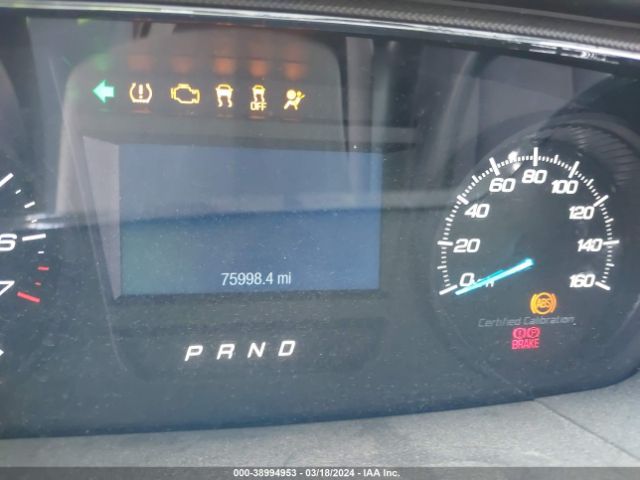 OFF
75998.4 mi
P R N D
6
7
0
20
40
60
80
100
120
140
160
ABS
Certified Calibration
P
BRAKE
000-38994953 - 03/18/2024 - IAA Inc.